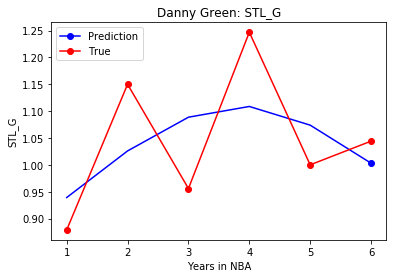 Danny Green: STL_G
Prediction
True
1.25
1.20
1.15
1.10
1.05
1.00
0.95
0.90
STL_G
1 2 3 4 5 6
Years in NBA